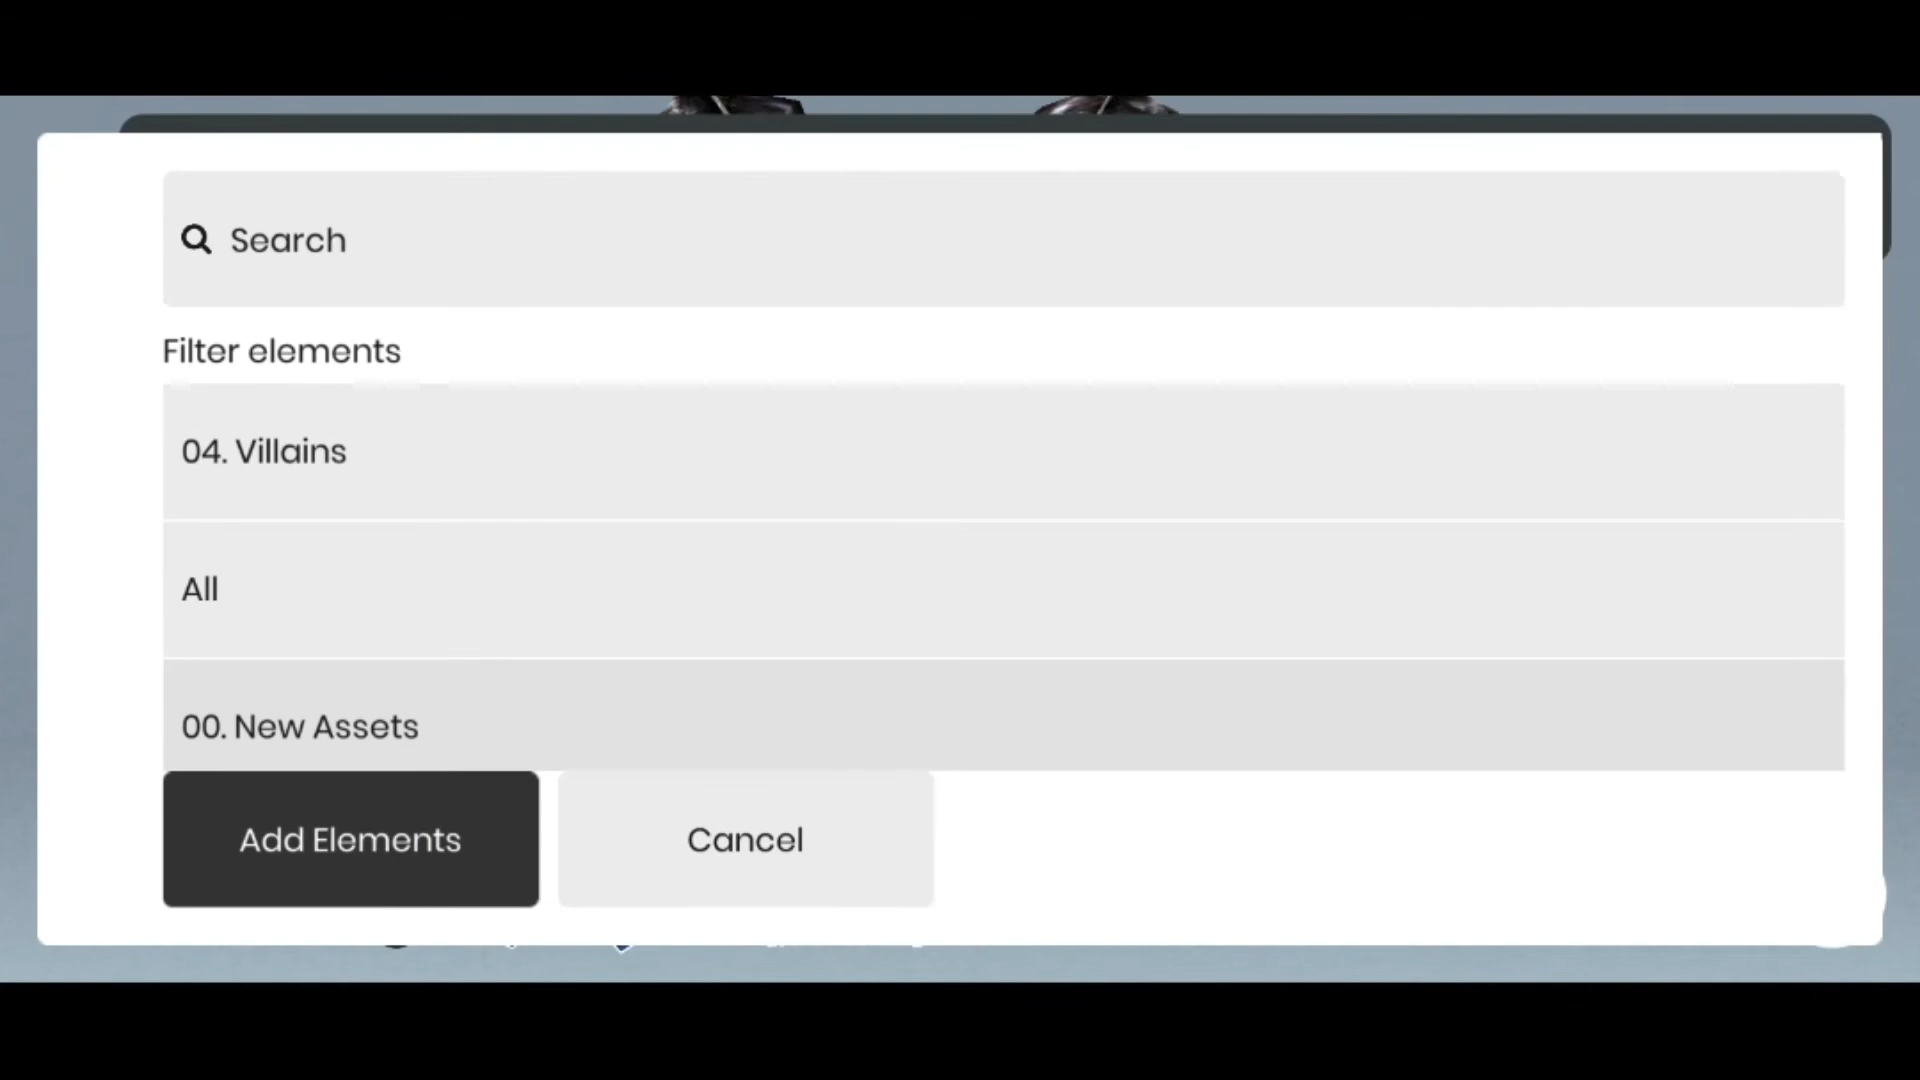 Search
Filter elements
04. Villains
All
00. New Assets
Add Elements
Cancel